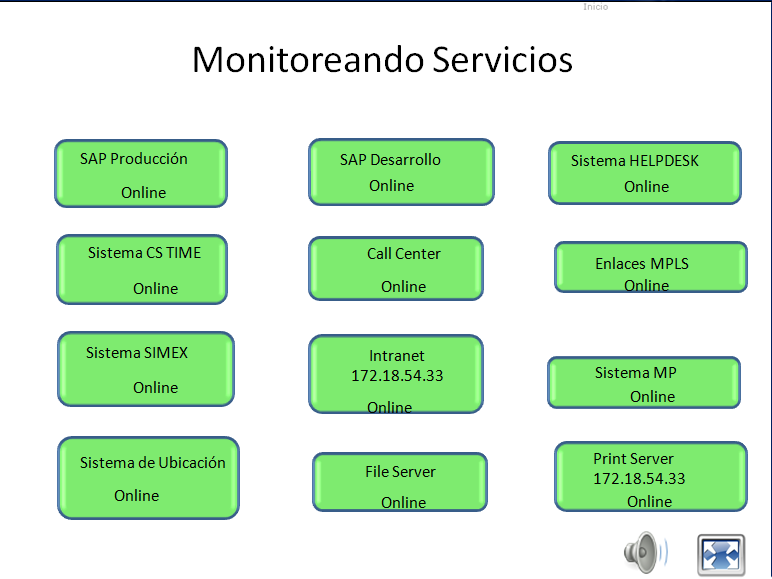 Inicio
Monitoreando Servicios
SAP Producción
Online
SAP Desarrollo
Online
Sistema HELPDESK
Online
Sistema CS TIME
Online
Call Center
Online
Enlaces MPLS
Online
Sistema SIMEX
Online
Intranet
172.18.54.33
Online
Sistema MP
Online
Sistema de Ubicación
Online
File Server
Online
Print Server
172.18.54.33
Online